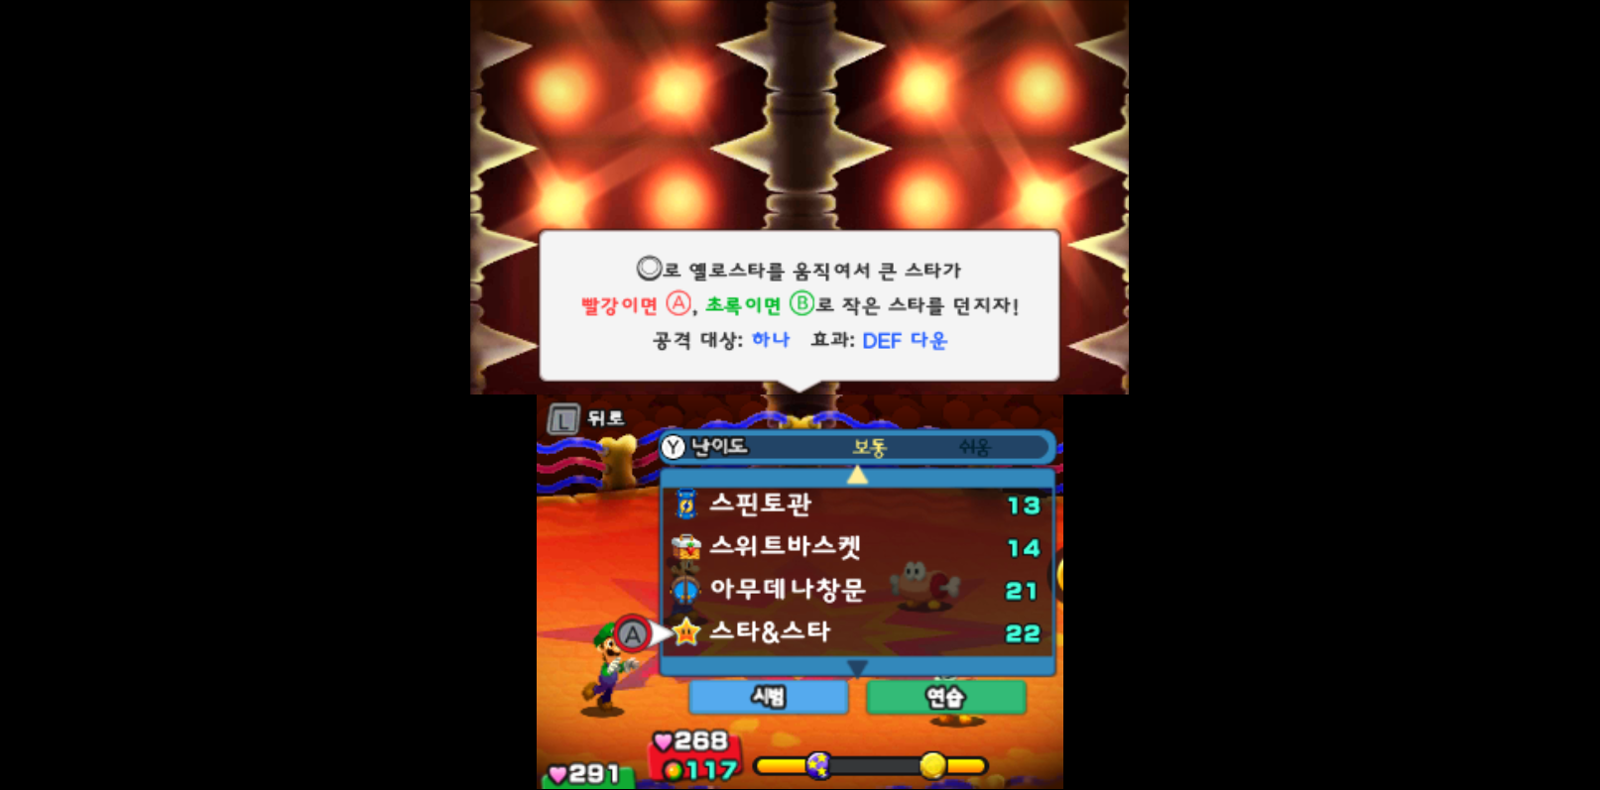 ◎로 옐로스타를 움직여서 큰 스타가
빨강이면 Ⓐ, 초록이면 Ⓑ로 작은 스타를 던지자!
공격 대상: 하나 효과: DEF 다운
L 뒤로
Y 난이도 보통 쉬움
스핀토관 13
스위트바스켓 14
아무데나창문 21
A 스타&스타 22
시범 연습
268
291 117